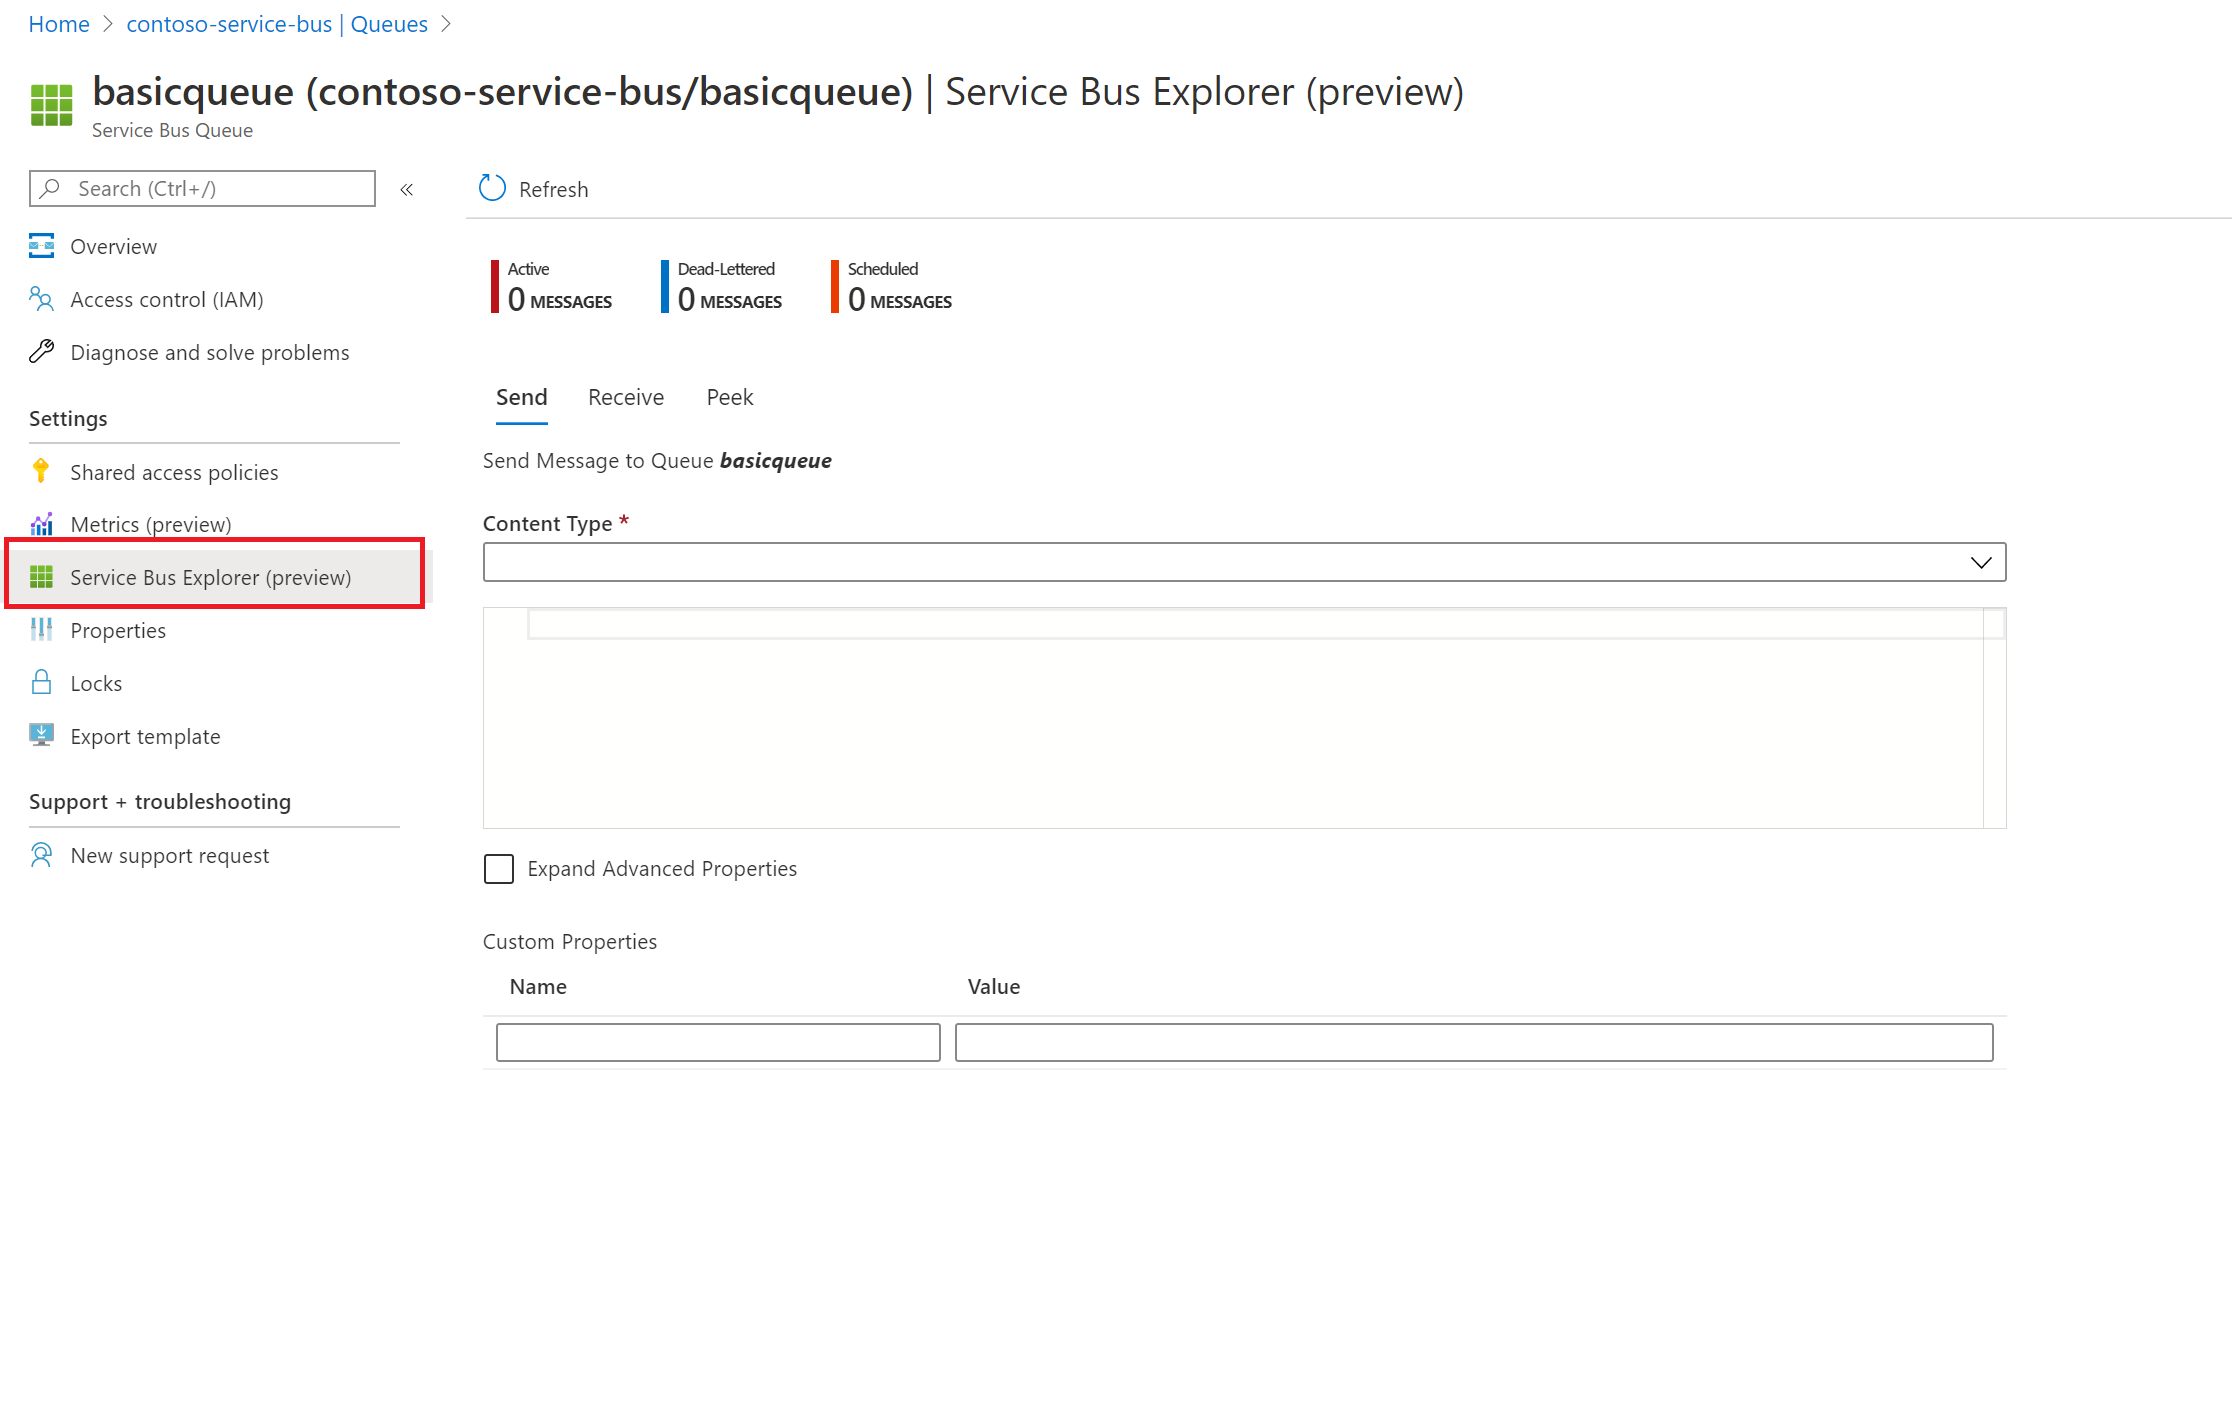 Home > contoso-service-bus | Queues >
basicqueue (contoso-service-bus/basicqueue) | Service Bus Explorer (preview)
Service Bus Queue
Search (Ctrl+/)
«
Overview
Access control (IAM)
Diagnose and solve problems
Settings
Shared access policies
Metrics (preview)
Service Bus Explorer (preview)
Properties
Locks
Export template
Support + troubleshooting
New support request
Refresh
Active
0 MESSAGES
Dead-Lettered
0 MESSAGES
Scheduled
0 MESSAGES
Send Receive Peek
Send Message to Queue basicqueue
Content Type *
Expand Advanced Properties
Custom Properties
Name Value